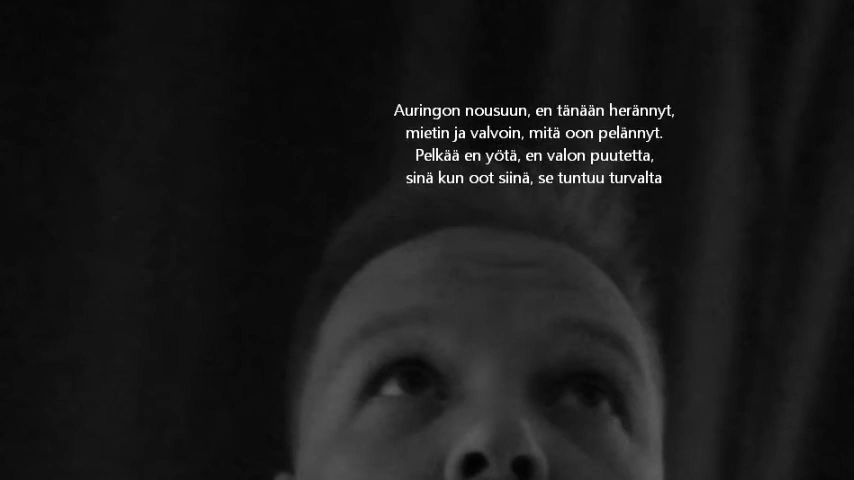 Auringon nousuun, en tänään herännyt,
mietin ja valvoin, mitä oon pelännyt.
Pelkää en yötä, en valon puutetta,
sinä kun oot siinä, se tuntuu turvalta